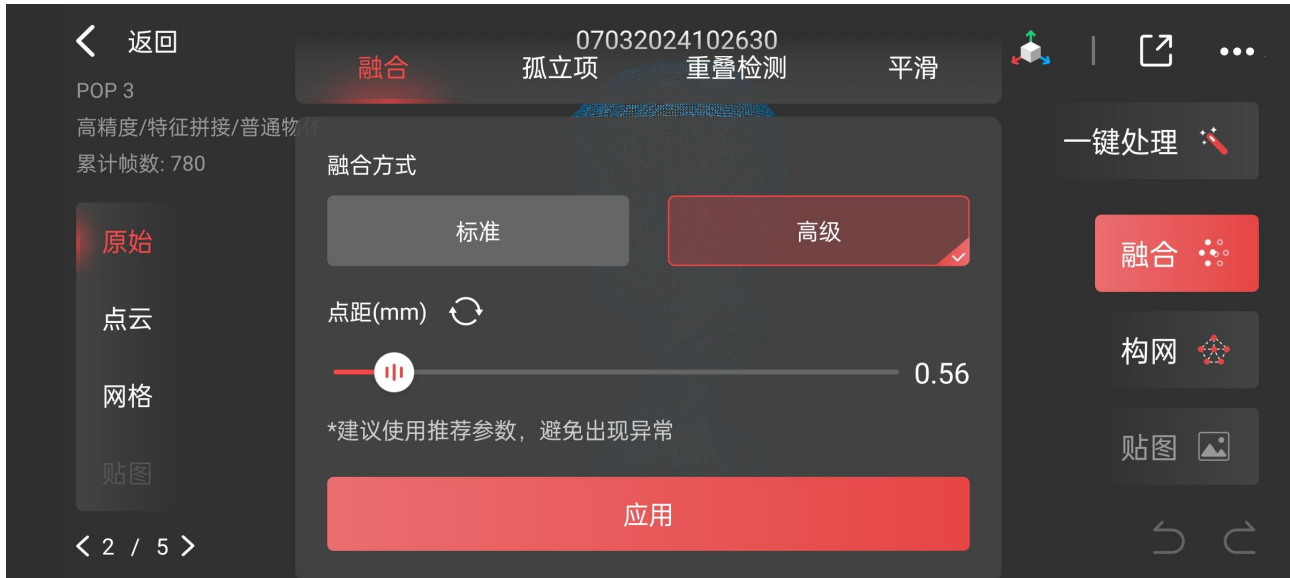 返回
07032024102630
POP 3
高精度/特征拼接/普通物体
累计帧数: 780
原始
点云
网格
贴图
2 / 5
融合 孤立项 重叠检测 平滑
融合方式
标准 高级
点距(mm)
0.56
*建议使用推荐参数，避免出现异常
应用
一键处理
融合
构网
贴图